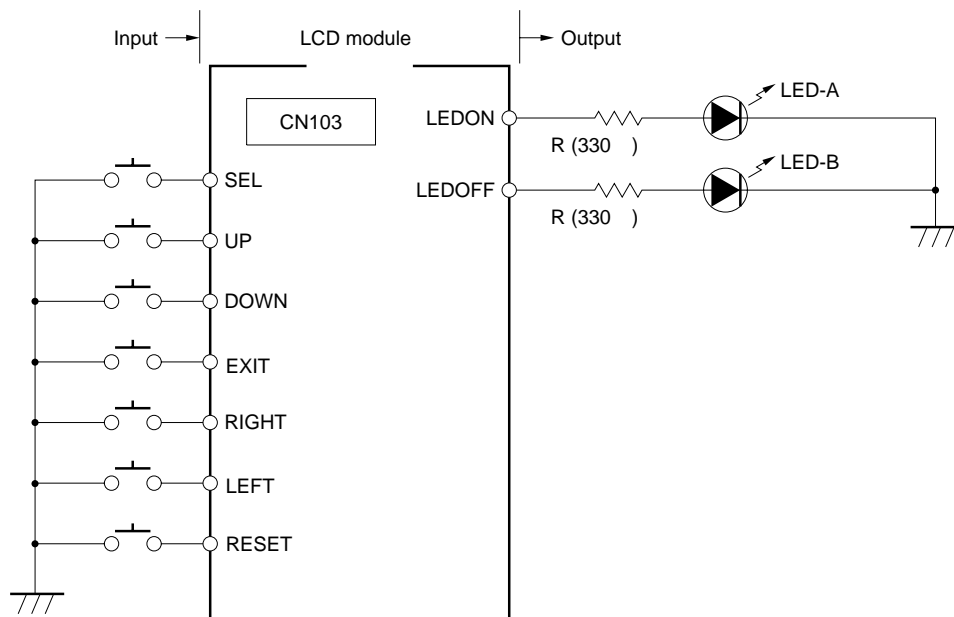 Input LCD module Output
CN103
LEDON
LED-A
R (330 )
LEDOFF
LED-B
R (330 )
SEL
UP
DOWN
EXIT
RIGHT
LEFT
RESET